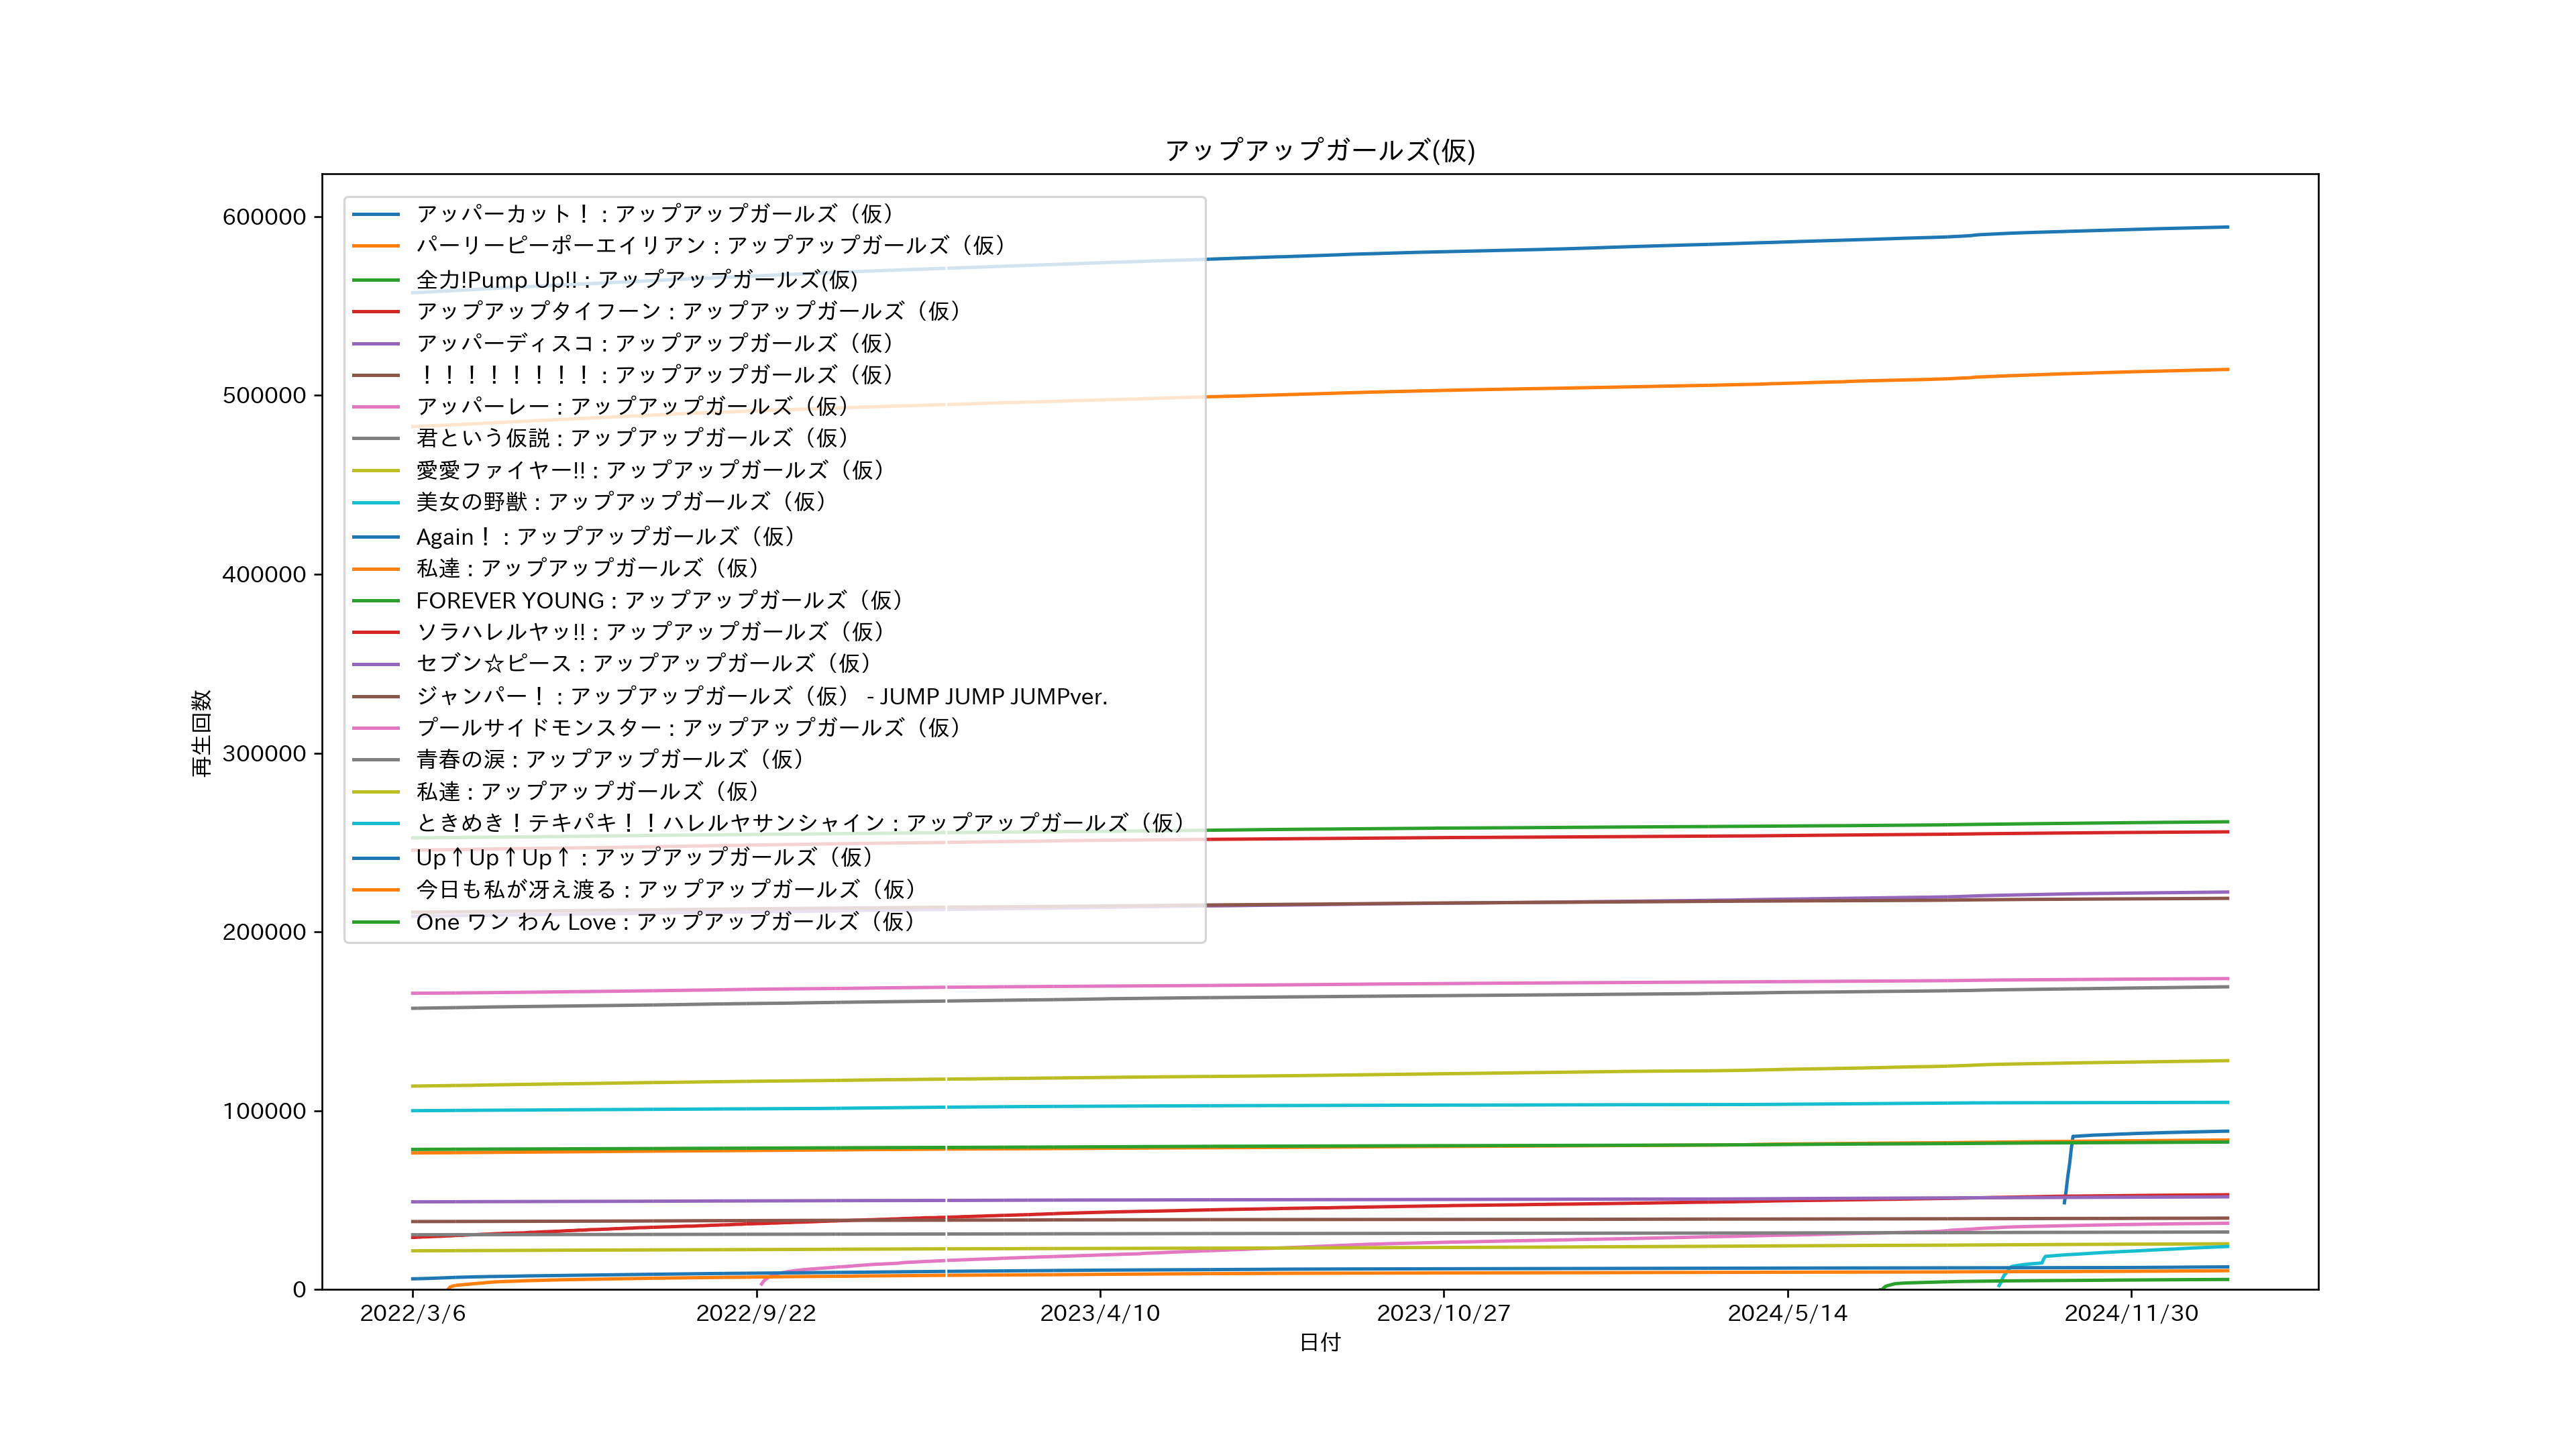 アップアップガールズ(仮)
600000
500000
400000
300000
200000
100000
0
再生回数
アッパーカット！ : アップアップガールズ（仮）
パーリーピーポーエイリアン : アップアップガールズ（仮）
全力!Pump Up!! : アップアップガールズ(仮)
アップアップタイフーン : アップアップガールズ（仮）
アッパーディスコ : アップアップガールズ（仮）
！！！！！！！！ : アップアップガールズ（仮）
アッパーレー : アップアップガールズ（仮）
君という仮説 : アップアップガールズ（仮）
愛愛ファイヤー!! : アップアップガールズ（仮）
美女の野獣 : アップアップガールズ（仮）
Again！ : アップアップガールズ（仮）
私達 : アップアップガールズ（仮）
FOREVER YOUNG : アップアップガールズ（仮）
ソラハレルヤッ!! : アップアップガールズ（仮）
セブン☆ピース : アップアップガールズ（仮）
ジャンパー！ : アップアップガールズ（仮） - JUMP JUMP JUMPver.
プールサイドモンスター : アップアップガールズ（仮）
青春の涙 : アップアップガールズ（仮）
私達 : アップアップガールズ（仮）
ときめき！テキパキ！！ハレルヤサンシャイン : アップアップガールズ（仮）
Up↑Up↑Up↑ : アップアップガールズ（仮）
今日も私が冴え渡る : アップアップガールズ（仮）
One ワン わん Love : アップアップガールズ（仮）
2022/3/6
2022/9/22
2023/4/10
2023/10/27
2024/5/14
2024/11/30
日付